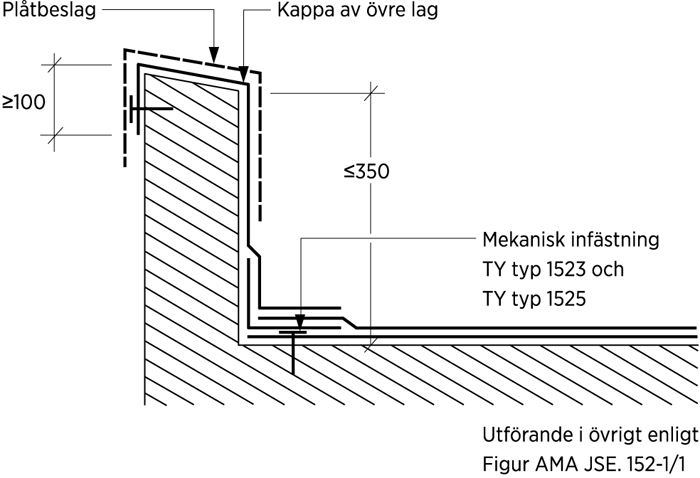 Plåtbeslag
Kappa av övre lag
≥100
≤350
Mekanisk infästning
TY typ 1523 och
TY typ 1525
Utförande i övrigt enligt
Figur AMA JSE. 152-1/1